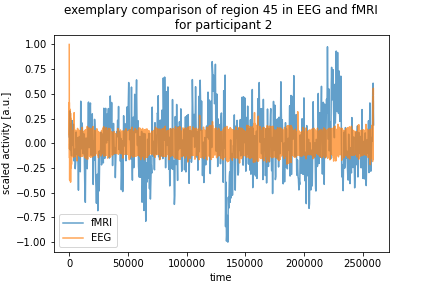 exemplary comparison of region 45 in EEG and fMRI
for participant 2
scaled activity [a.u.]
1.00
0.75
0.50
0.25
0.00
−0.25
−0.50
−0.75
−1.00
fMRI
EEG
0 50000 100000 150000 200000 250000
time